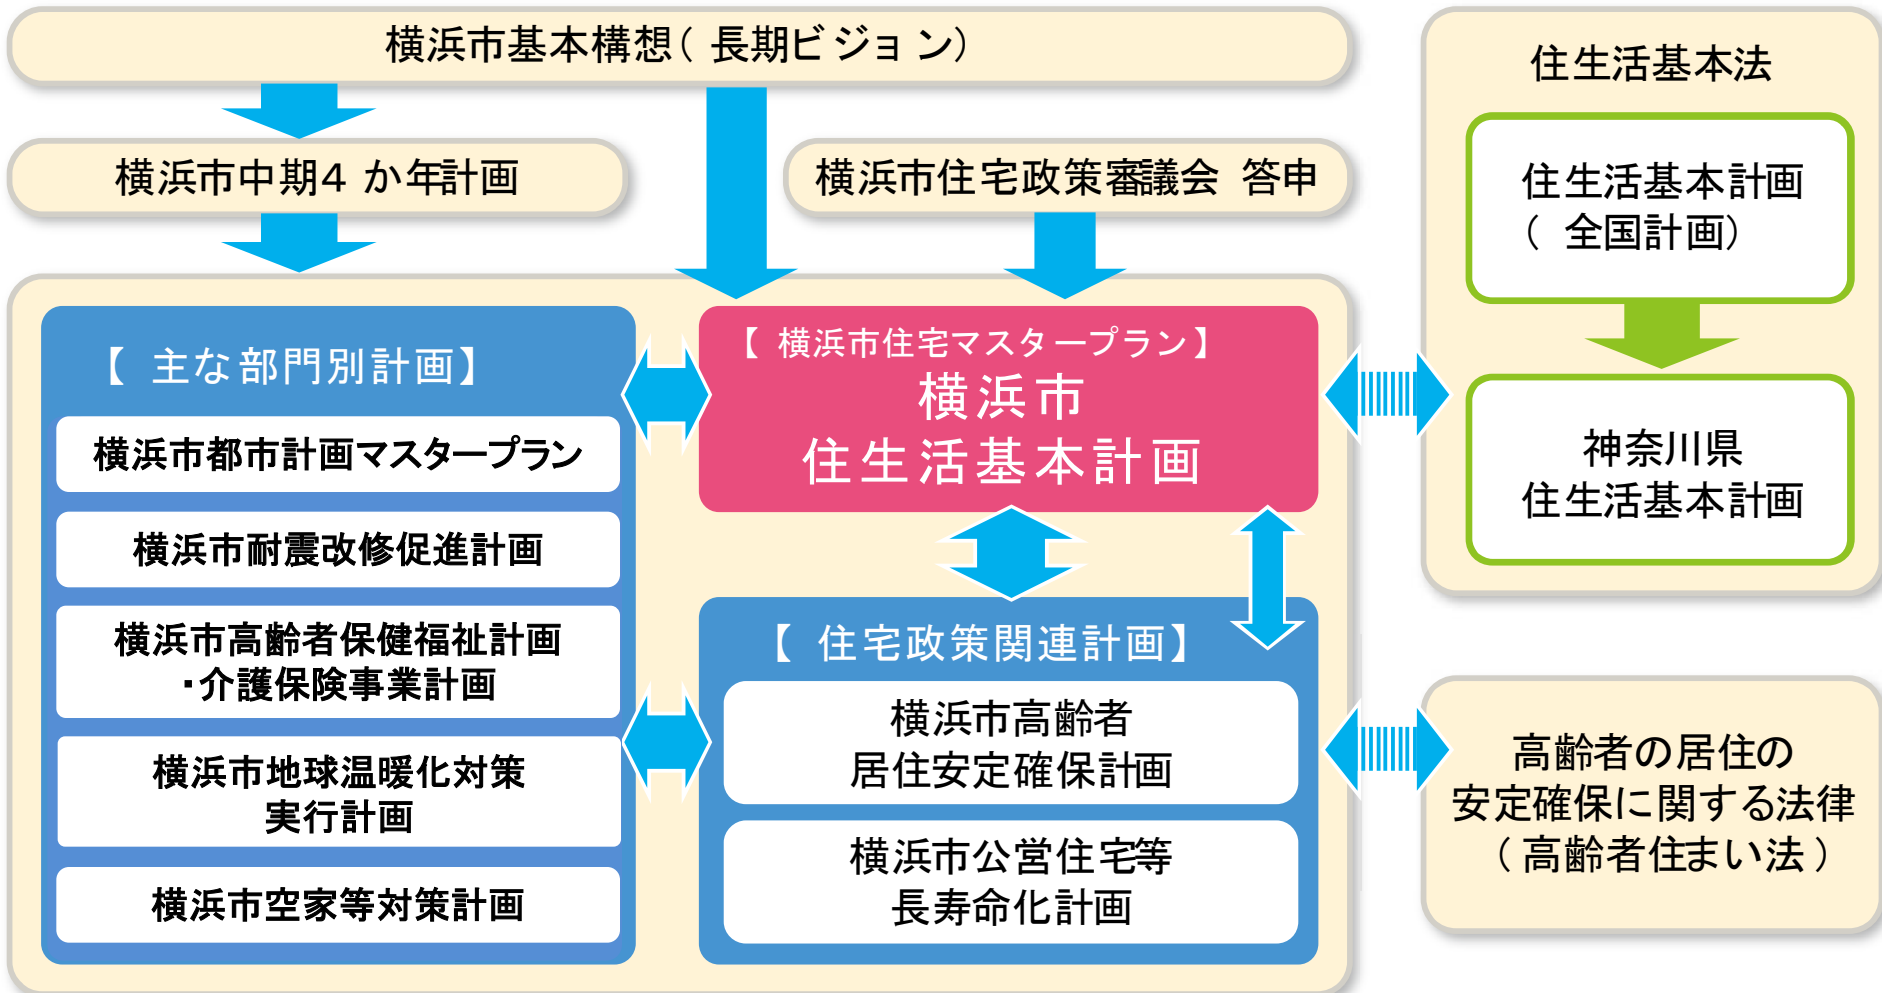 横浜市基本構想(長期ビジョン)
横浜市中期4か年計画
横浜市住宅政策審議会 答申
【主な部門別計画】
横浜市都市計画マスタープラン
横浜市耐震改修促進計画
横浜市高齢者保健福祉計画
・介護保険事業計画
横浜市地球温暖化対策
実行計画
横浜市空家等対策計画
【横浜市住宅マスタープラン】
横浜市
住生活基本計画
【住宅政策関連計画】
横浜市高齢者
居住安定確保計画
横浜市公営住宅等
長寿命化計画
住生活基本法
住生活基本計画
(全国計画)
神奈川県
住生活基本計画
高齢者の居住の
安定確保に関する法律
(高齢者住まい法)